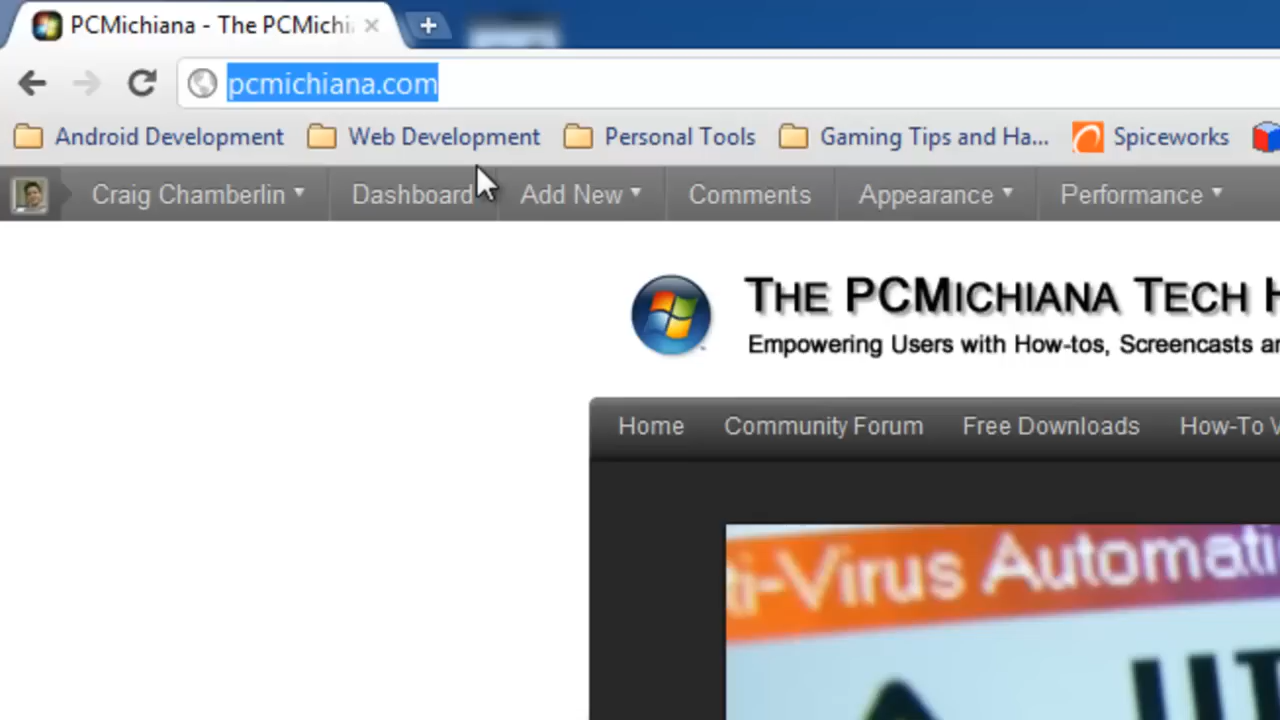 PCMichiana - The PCMichi
pcmichiana.com
Android Development Web Development Personal Tools Gaming Tips and Ha... Spiceworks
Craig Chamberlin Dashboard Add New Comments Appearance Performance
THE PCMICHIANA TECH H
Empowering Users with How-tos, Screencasts a
Home Community Forum Free Downloads How-To V
ti-Virus Automati